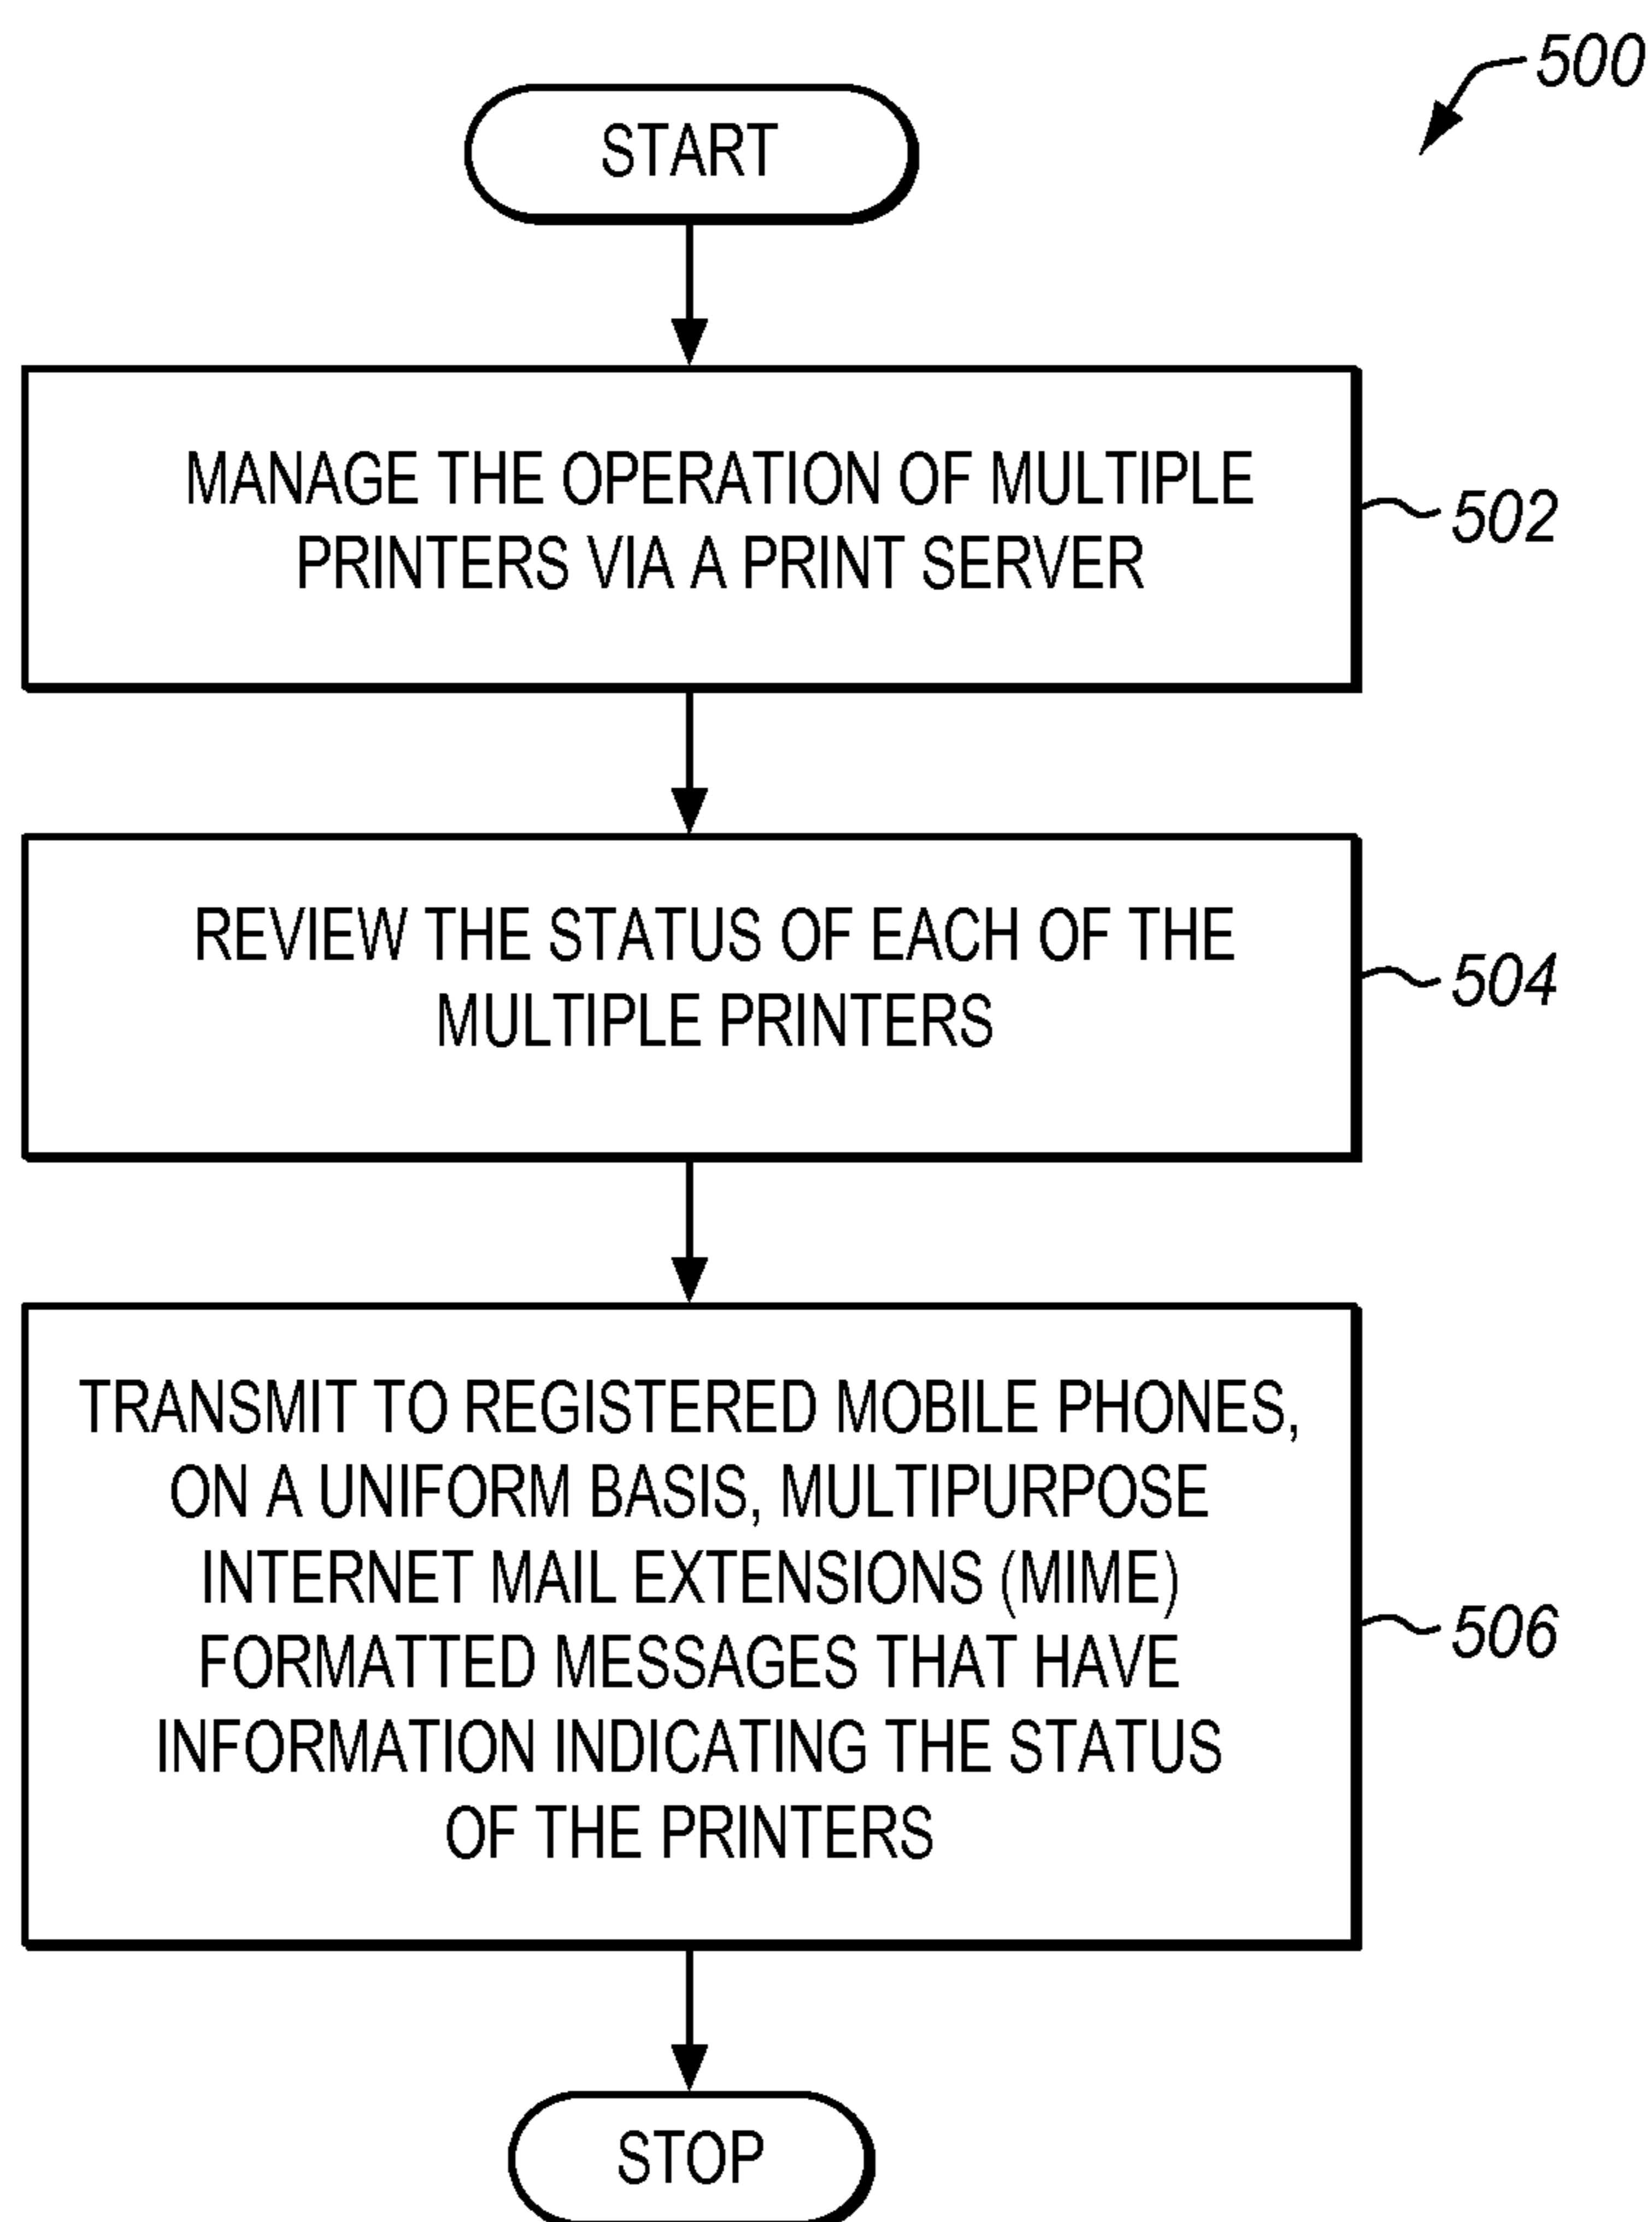 500
START
MANAGE THE OPERATION OF MULTIPLE
PRINTERS VIA A PRINT SERVER
502
REVIEW THE STATUS OF EACH OF THE
MULTIPLE PRINTERS
504
TRANSMIT TO REGISTERED MOBILE PHONES,
ON A UNIFORM BASIS, MULTIPURPOSE
INTERNET MAIL EXTENSIONS (MIME)
FORMATTED MESSAGES THAT HAVE
INFORMATION INDICATING THE STATUS
OF THE PRINTERS
506
STOP